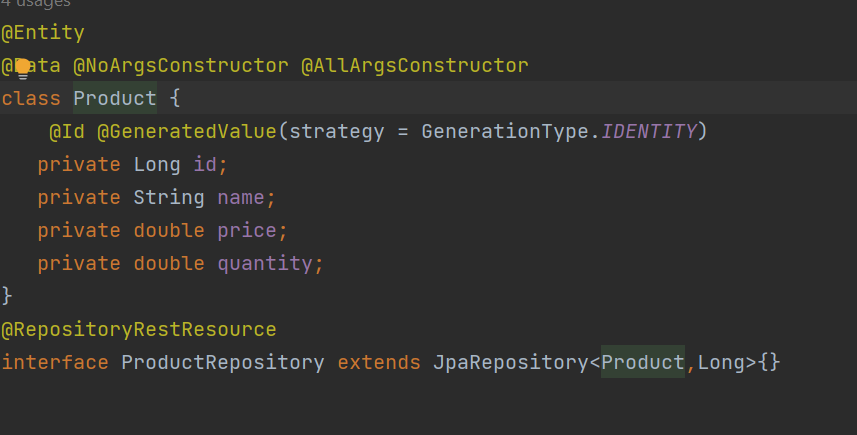 4 usages
@Entity
@Data @NoArgsConstructor @AllArgsConstructor
class Product {
@Id @GeneratedValue(strategy = GenerationType.IDENTITY)
private Long id;
private String name;
private double price;
private double quantity;
}
@RepositoryRestResource
interface ProductRepository extends JpaRepository<Product,Long>{}